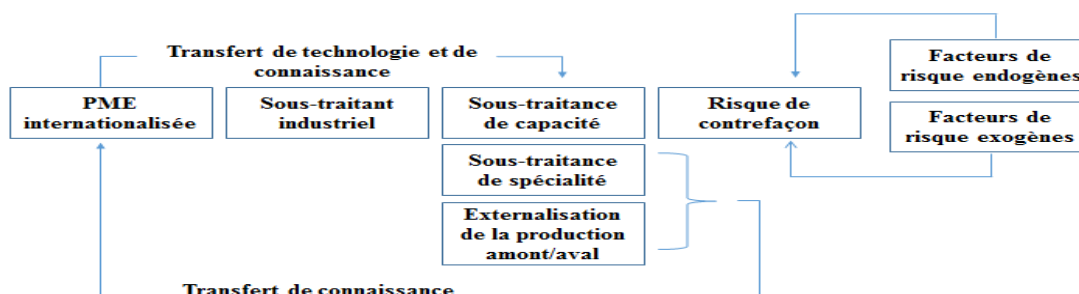 Transfert de technologie et de
connaissance
PME
internationalisée
Sous-traitant
industriel
Sous-traitance
de capacité
Risque de
contrefaçon
Facteurs de
risque endogènes
Facteurs de
risque exogènes
Sous-traitance
de spécialité
Externalisation
de la production
amont/aval
Transfert de connaissance